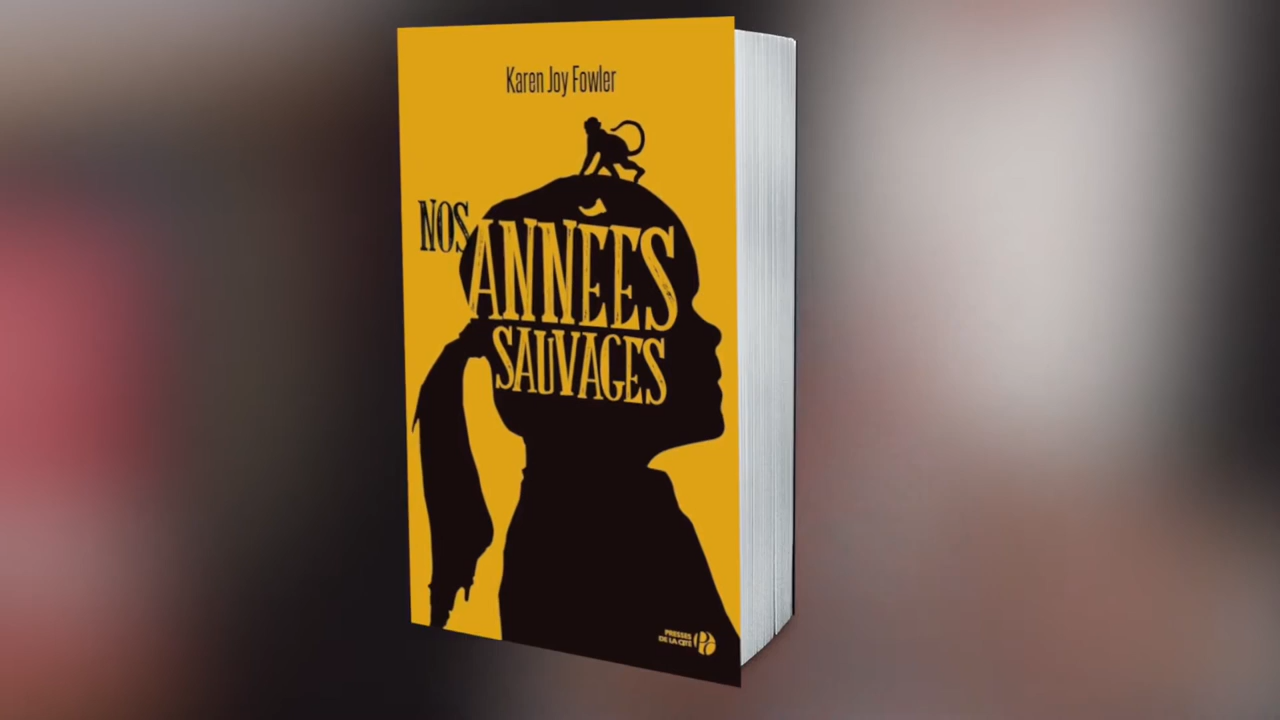 Karen Joy Fowler
NOS
ANNÉES
SAUVAGES
PRESSES
DE LA CITÉ